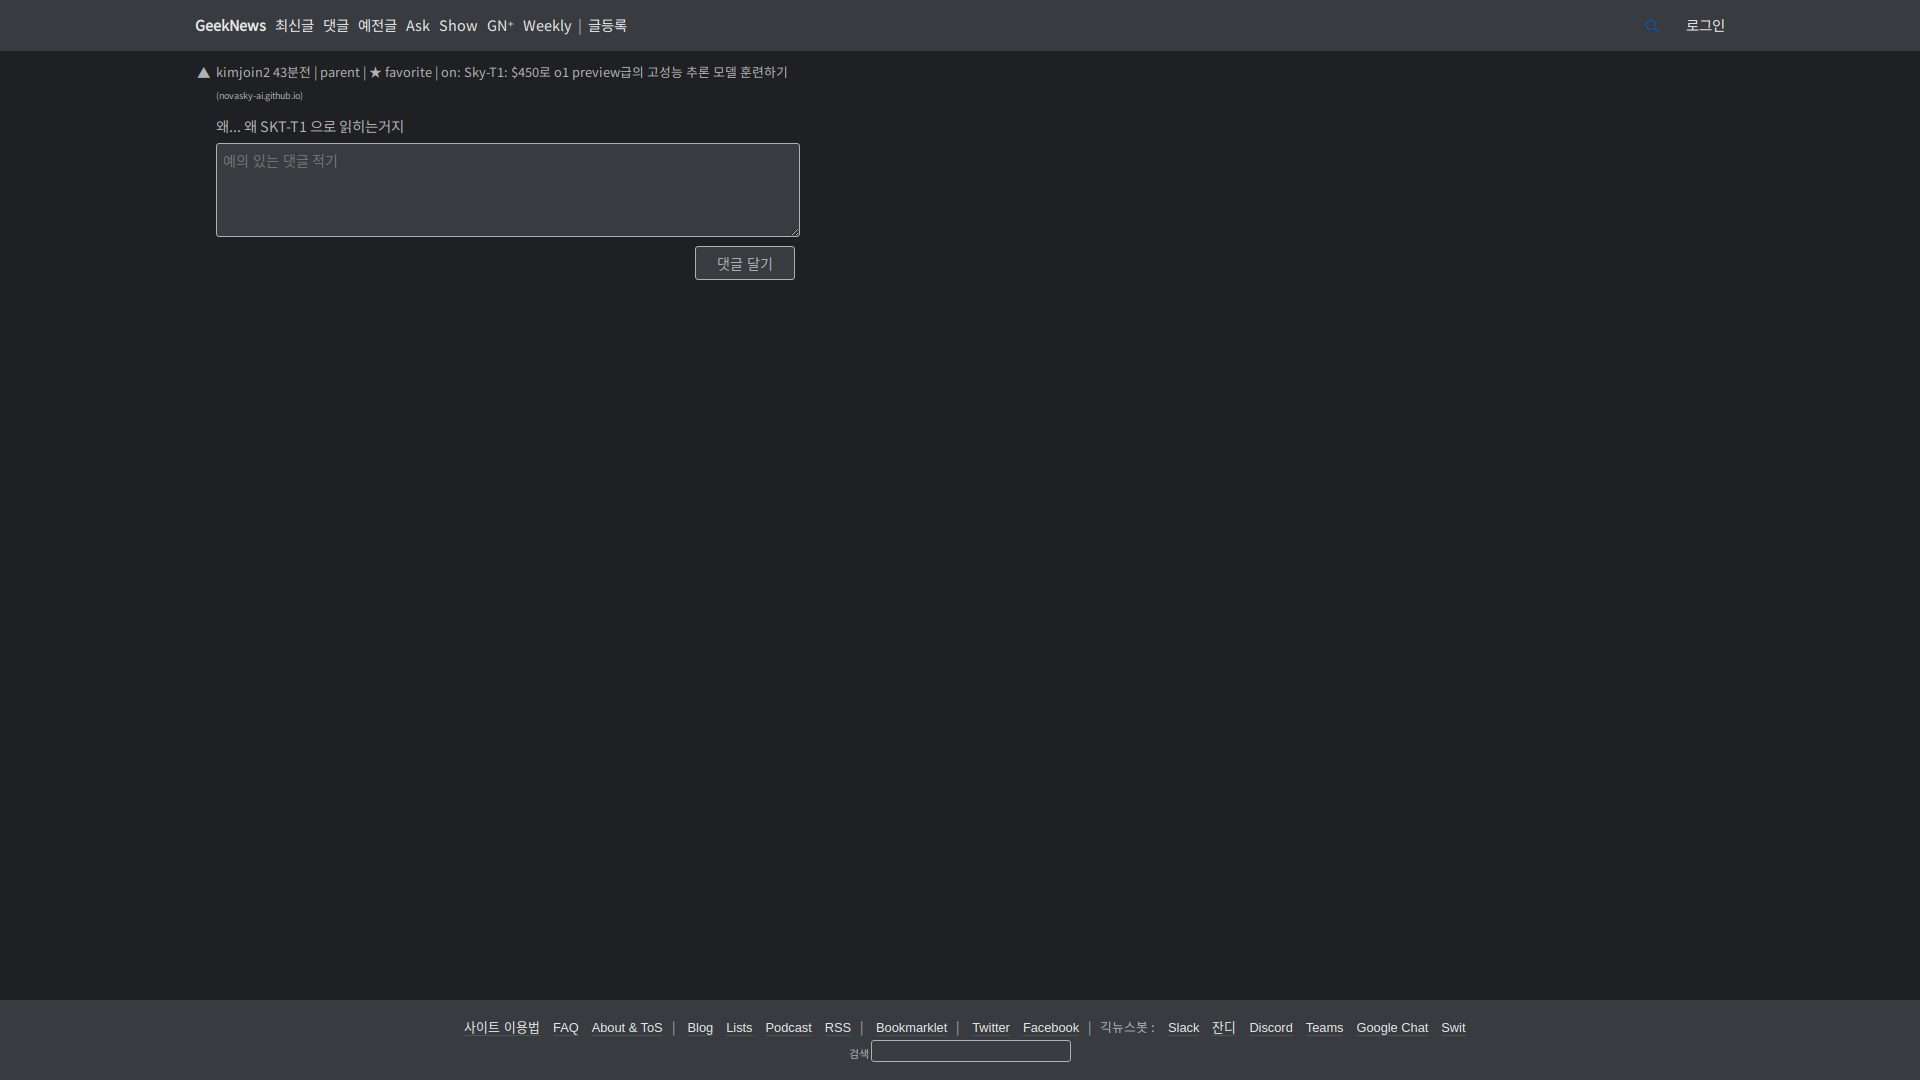 GeekNews 최신글 댓글 예전글 Ask Show GN⁺ Weekly | 글등록 로그인
▲ kimjoin2 43분전 | parent | ★ favorite | on: Sky-T1: $450로 o1 preview급의 고성능 추론 모델 훈련하기
(novasky-ai.github.io)
왜... 왜 SKT-T1 으로 읽히는거지
예의 있는 댓글 적기
댓글 달기
사이트 이용법 FAQ About & ToS | Blog Lists Podcast RSS | Bookmarklet | Twitter Facebook | 긱뉴스봇 : Slack 잔디 Discord Teams Google Chat Swit
검색